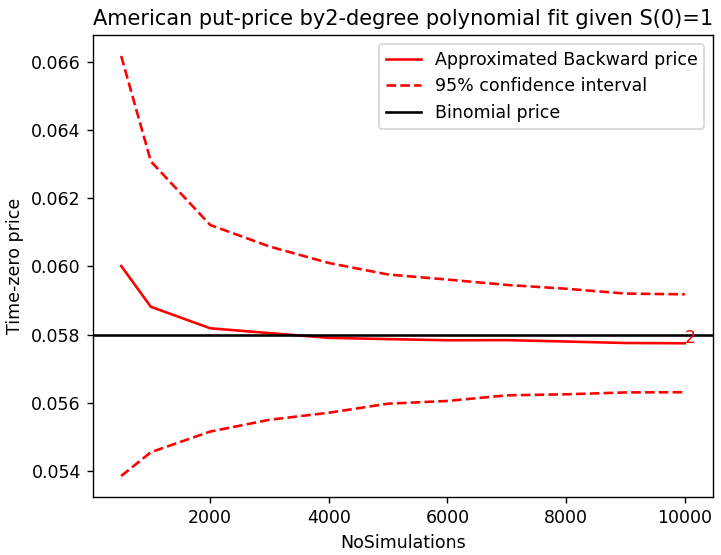 American put-price by2-degree polynomial fit given S(0)=1
Approximated Backward price
95% confidence interval
Binomial price
Time-zero price
0.066
0.064
0.062
0.060
0.058
0.056
0.054
2
2000
4000
6000
8000
10000
NoSimulations